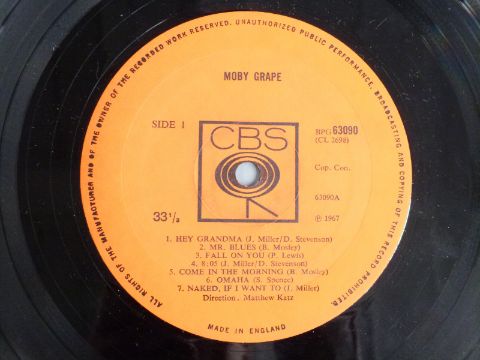 ALL RIGHTS OF THE MANUFACTURER AND OF THE OWNER OF THE RECORDED WORK RESERVED. UNAUTHORIZED PUBLIC PERFORMANCE, BROADCASTING AND COPYING OF THIS RECORD PROHIBITED.
MOBY GRAPE
SIDE 1
CBS
BPG 63090
(CL 2698)
Cop. Con.
63090A
33 1/3
℗ 1967
1. HEY GRANDMA (J. Miller/D. Stevenson)
2. MR. BLUES (B. Mosley)
3. FALL ON YOU (P. Lewis)
4. 8:05 (J. Miller/D. Stevenson)
5. COME IN THE MORNING (B. Mosley)
6. OMAHA (S. Spence)
7. NAKED, IF I WANT TO (J. Miller)
Direction. Matthew Katz
MADE IN ENGLAND